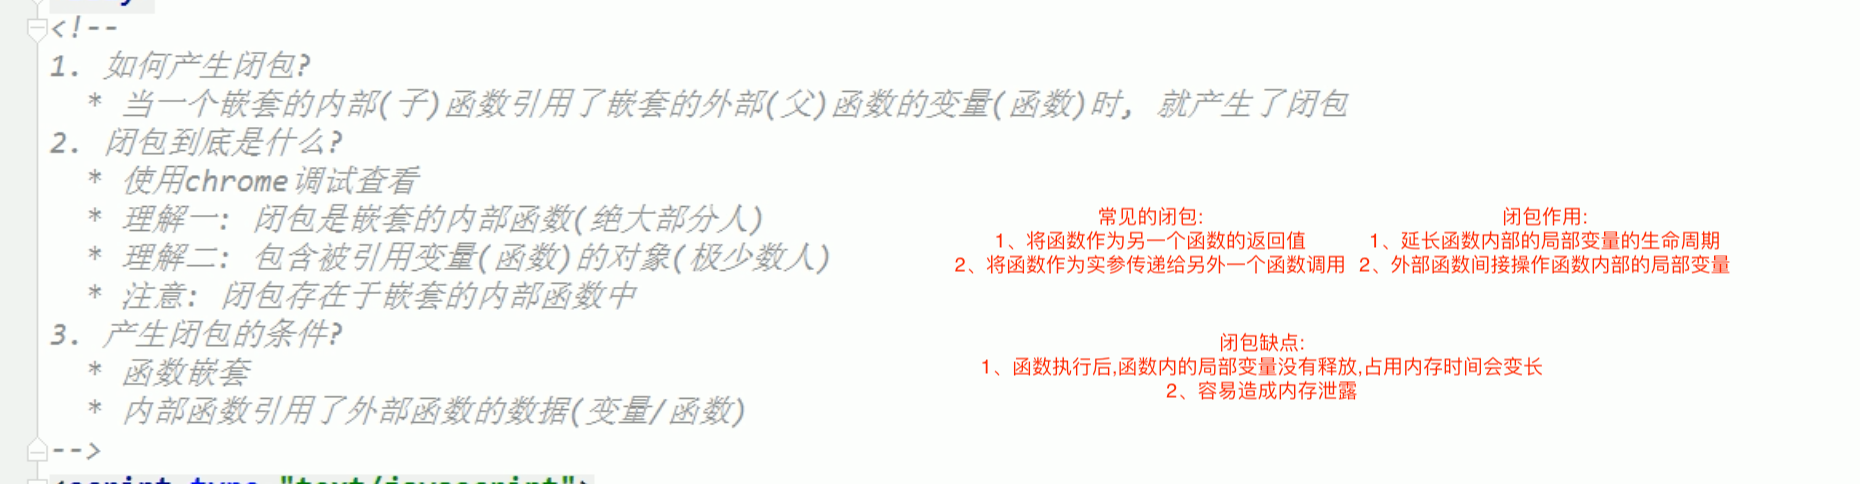 <!--
1. 如何产生闭包?
* 当一个嵌套的内部(子)函数引用了嵌套的外部(父)函数的变量(函数)时, 就产生了闭包
2. 闭包到底是什么?
* 使用chrome调试查看
* 理解一: 闭包是嵌套的内部函数(绝大部分人)
* 理解二: 包含被引用变量(函数)的对象(极少数人)
* 注意: 闭包存在于嵌套的内部函数中
3. 产生闭包的条件?
* 函数嵌套
* 内部函数引用了外部函数的数据(变量/函数)
-->
<script type="text/javascript">
常见的闭包:
1、将函数作为另一个函数的返回值
2、将函数作为实参传递给另外一个函数调用
闭包作用:
1、延长函数内部的局部变量的生命周期
2、外部函数间接操作函数内部的局部变量
闭包缺点:
1、函数执行后,函数内的局部变量没有释放,占用内存时间会变长
2、容易造成内存泄露